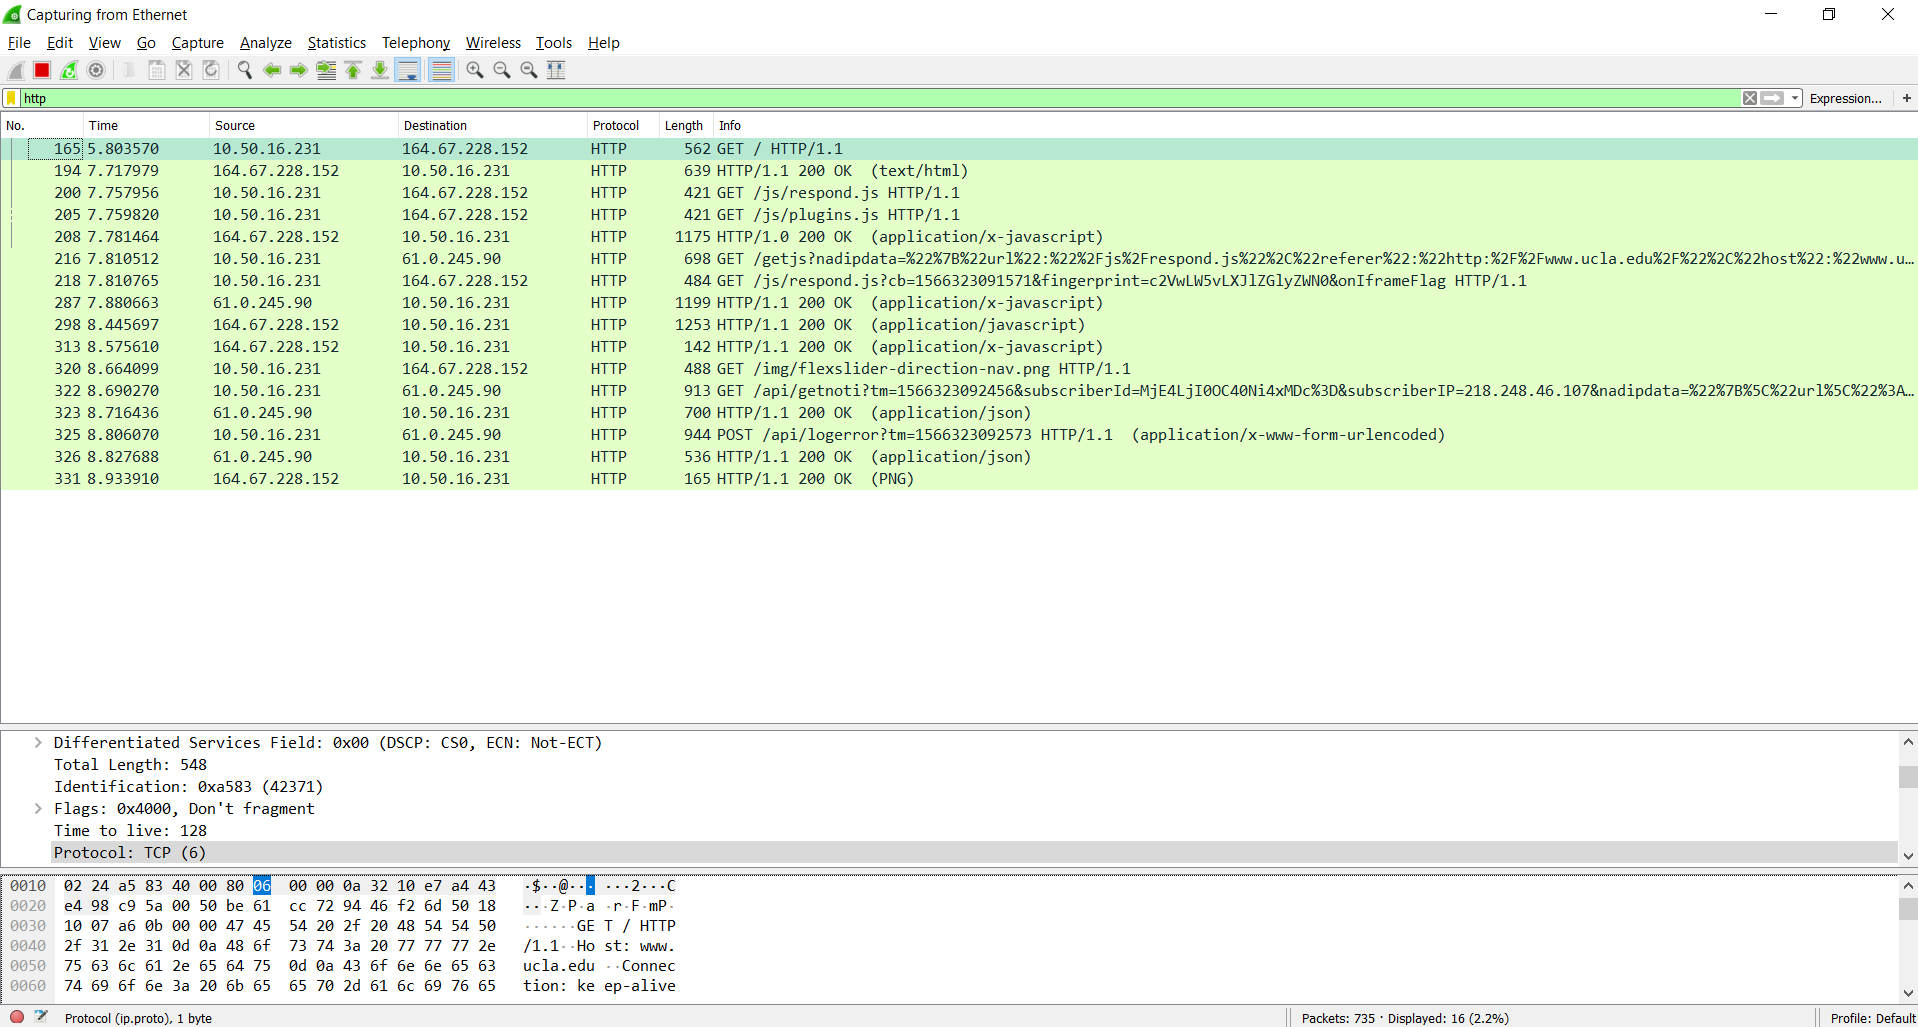 Capturing from Ethernet
File Edit View Go Capture Analyze Statistics Telephony Wireless Tools Help
http Expression... +
No. Time Source Destination Protocol Length Info
165 5.803570 10.50.16.231 164.67.228.152 HTTP 562 GET / HTTP/1.1
194 7.717979 164.67.228.152 10.50.16.231 HTTP 639 HTTP/1.1 200 OK (text/html)
200 7.757956 10.50.16.231 164.67.228.152 HTTP 421 GET /js/respond.js HTTP/1.1
205 7.759820 10.50.16.231 164.67.228.152 HTTP 421 GET /js/plugins.js HTTP/1.1
208 7.781464 164.67.228.152 10.50.16.231 HTTP 1175 HTTP/1.0 200 OK (application/x-javascript)
216 7.810512 10.50.16.231 61.0.245.90 HTTP 698 GET /getjs?nadipdata=%22%7B%22url%22:%22%2Fjs%2Frespond.js%22%2C%22referer%22:%22http:%2F%2Fwww.ucla.edu%2F%22%2C%22host%22:%22www.u...
218 7.810765 10.50.16.231 164.67.228.152 HTTP 484 GET /js/respond.js?cb=1566323091571&fingerprint=c2VwLW5vLXJlZGlyZWN0&onIframeFlag HTTP/1.1
287 7.880663 61.0.245.90 10.50.16.231 HTTP 1199 HTTP/1.1 200 OK (application/x-javascript)
298 8.445697 164.67.228.152 10.50.16.231 HTTP 1253 HTTP/1.1 200 OK (application/javascript)
313 8.575610 164.67.228.152 10.50.16.231 HTTP 142 HTTP/1.1 200 OK (application/x-javascript)
320 8.664099 10.50.16.231 164.67.228.152 HTTP 488 GET /img/flexslider-direction-nav.png HTTP/1.1
322 8.690270 10.50.16.231 61.0.245.90 HTTP 913 GET /api/getnoti?tm=1566323092456&subscriberId=MjE4LjI0OC40Ni4xMDc%3D&subscriberIP=218.248.46.107&nadipdata=%22%7B%5C%22url%5C%22%3A...
323 8.716436 61.0.245.90 10.50.16.231 HTTP 700 HTTP/1.1 200 OK (application/json)
325 8.806070 10.50.16.231 61.0.245.90 HTTP 944 POST /api/logerror?tm=1566323092573 HTTP/1.1 (application/x-www-form-urlencoded)
326 8.827688 61.0.245.90 10.50.16.231 HTTP 536 HTTP/1.1 200 OK (application/json)
331 8.933910 164.67.228.152 10.50.16.231 HTTP 165 HTTP/1.1 200 OK (PNG)
Differentiated Services Field: 0x00 (DSCP: CS0, ECN: Not-ECT)
Total Length: 548
Identification: 0xa583 (42371)
Flags: 0x4000, Don't fragment
Time to live: 128
Protocol: TCP (6)
0010 02 24 a5 83 40 00 80 06 00 00 0a 32 10 e7 a4 43 ·$··@··· ···2···C
0020 e4 98 c9 5a 00 50 be 61 cc 72 94 46 f2 6d 50 18 ···Z·P·a ·r·F·mP·
0030 10 07 a6 0b 00 00 47 45 54 20 2f 20 48 54 54 50 ······GE T / HTTP
0040 2f 31 2e 31 0d 0a 48 6f 73 74 3a 20 77 77 77 2e /1.1··Ho st: www.
0050 75 63 6c 61 2e 65 64 75 0d 0a 43 6f 6e 6e 65 63 ucla.edu ··Connec
0060 74 69 6f 6e 3a 20 6b 65 65 70 2d 61 6c 69 76 65 tion: ke ep-alive
Protocol (ip.proto), 1 byte Packets: 735 · Displayed: 16 (2.2%) Profile: Default